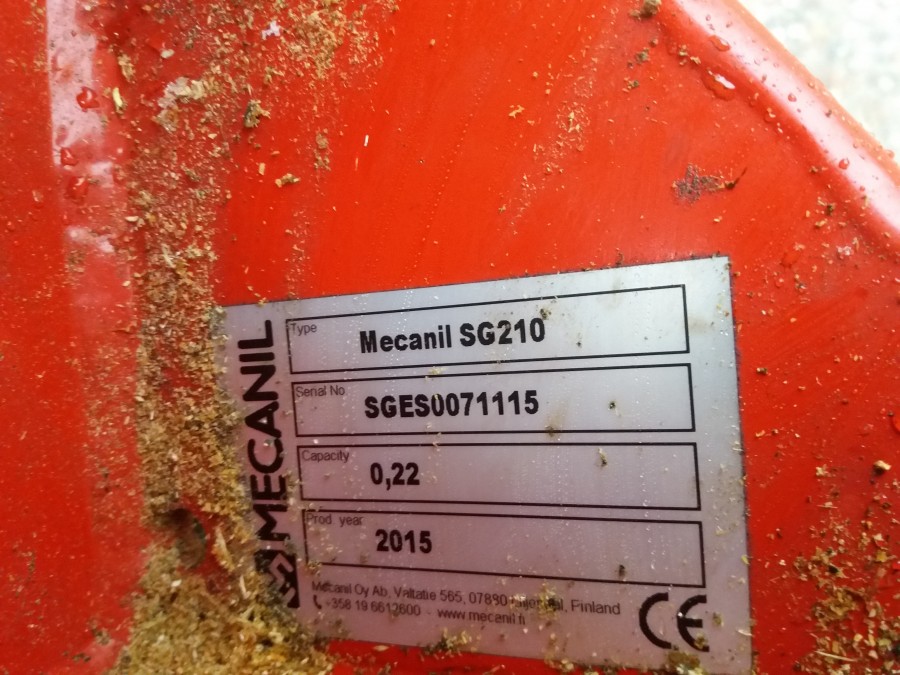 MECANIL
Type
Mecanil SG210
Serial No
SGES0071115
Capacity
0,22
Prod. year
2015
Mecanil Oy Ab, Valtatie 565, 07880 Finland
+358 19 6612600 - www.mecanil.fi
CE